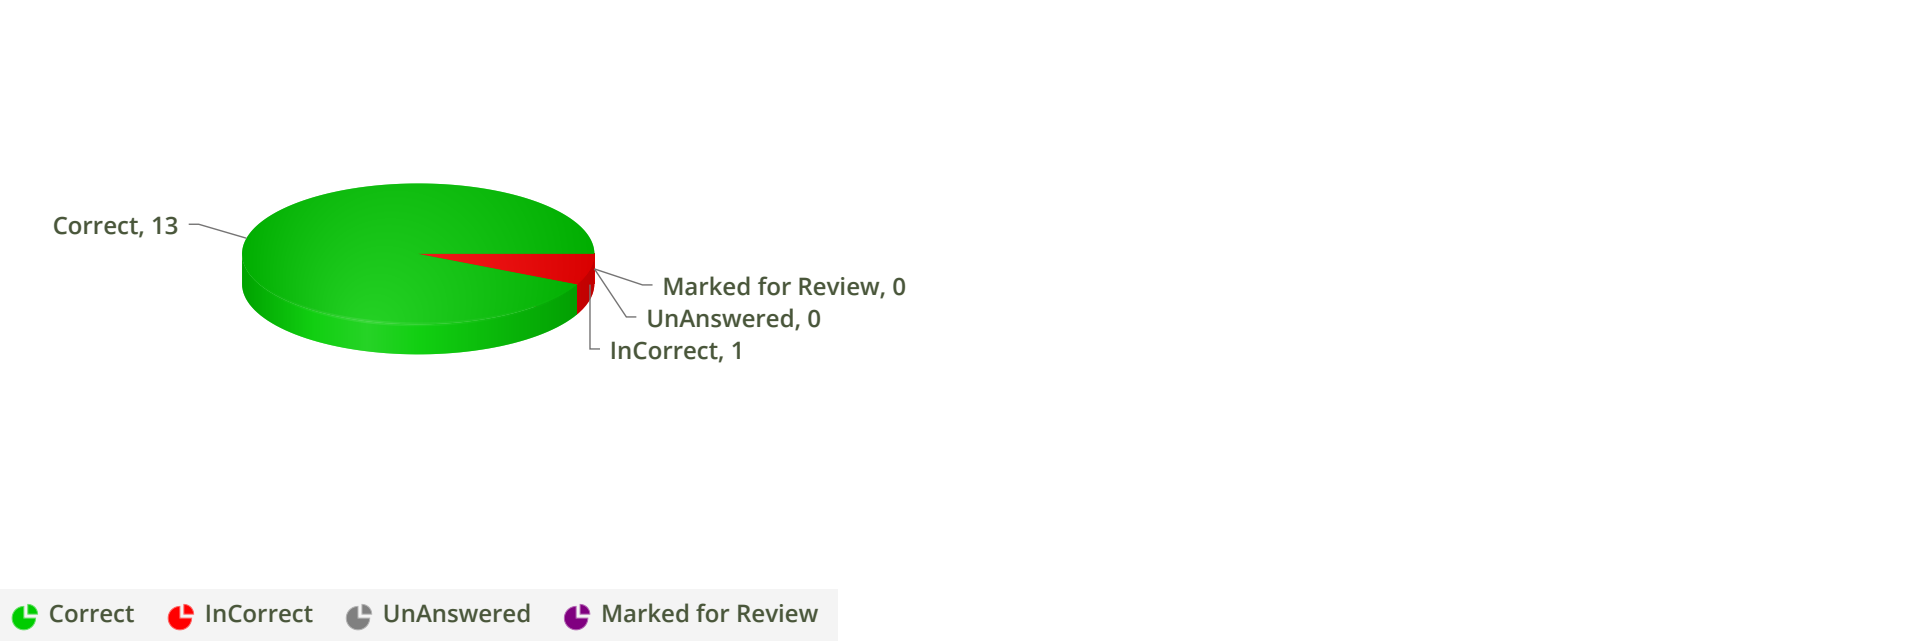 Correct, 13
Marked for Review, 0
UnAnswered, 0
InCorrect, 1
Correct InCorrect UnAnswered Marked for Review